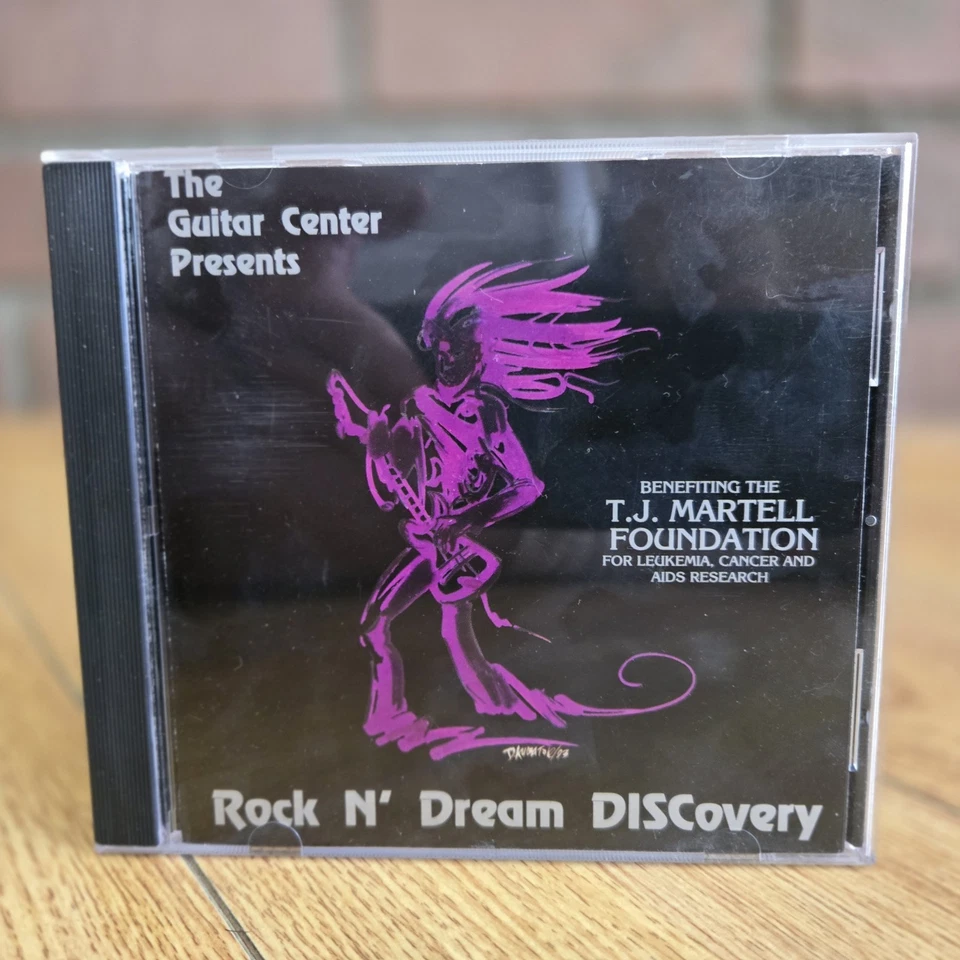 The
Guitar Center
Presents
BENEFITING THE
T.J. MARTELL
FOUNDATION
FOR LEUKEMIA, CANCER AND
AIDS RESEARCH
Rock N' Dream DISCovery